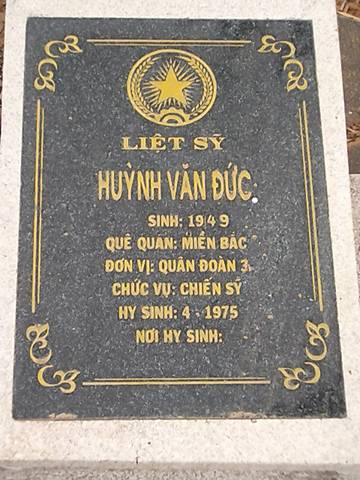 LIỆT SỸ
HUỲNH VĂN ĐỨC
SINH: 1949
QUÊ QUÁN: MIỀN BẮC
ĐƠN VỊ: QUÂN ĐOÀN 3
CHỨC VỤ: CHIẾN SỸ
HY SINH: 4 - 1975
NƠI HY SINH: